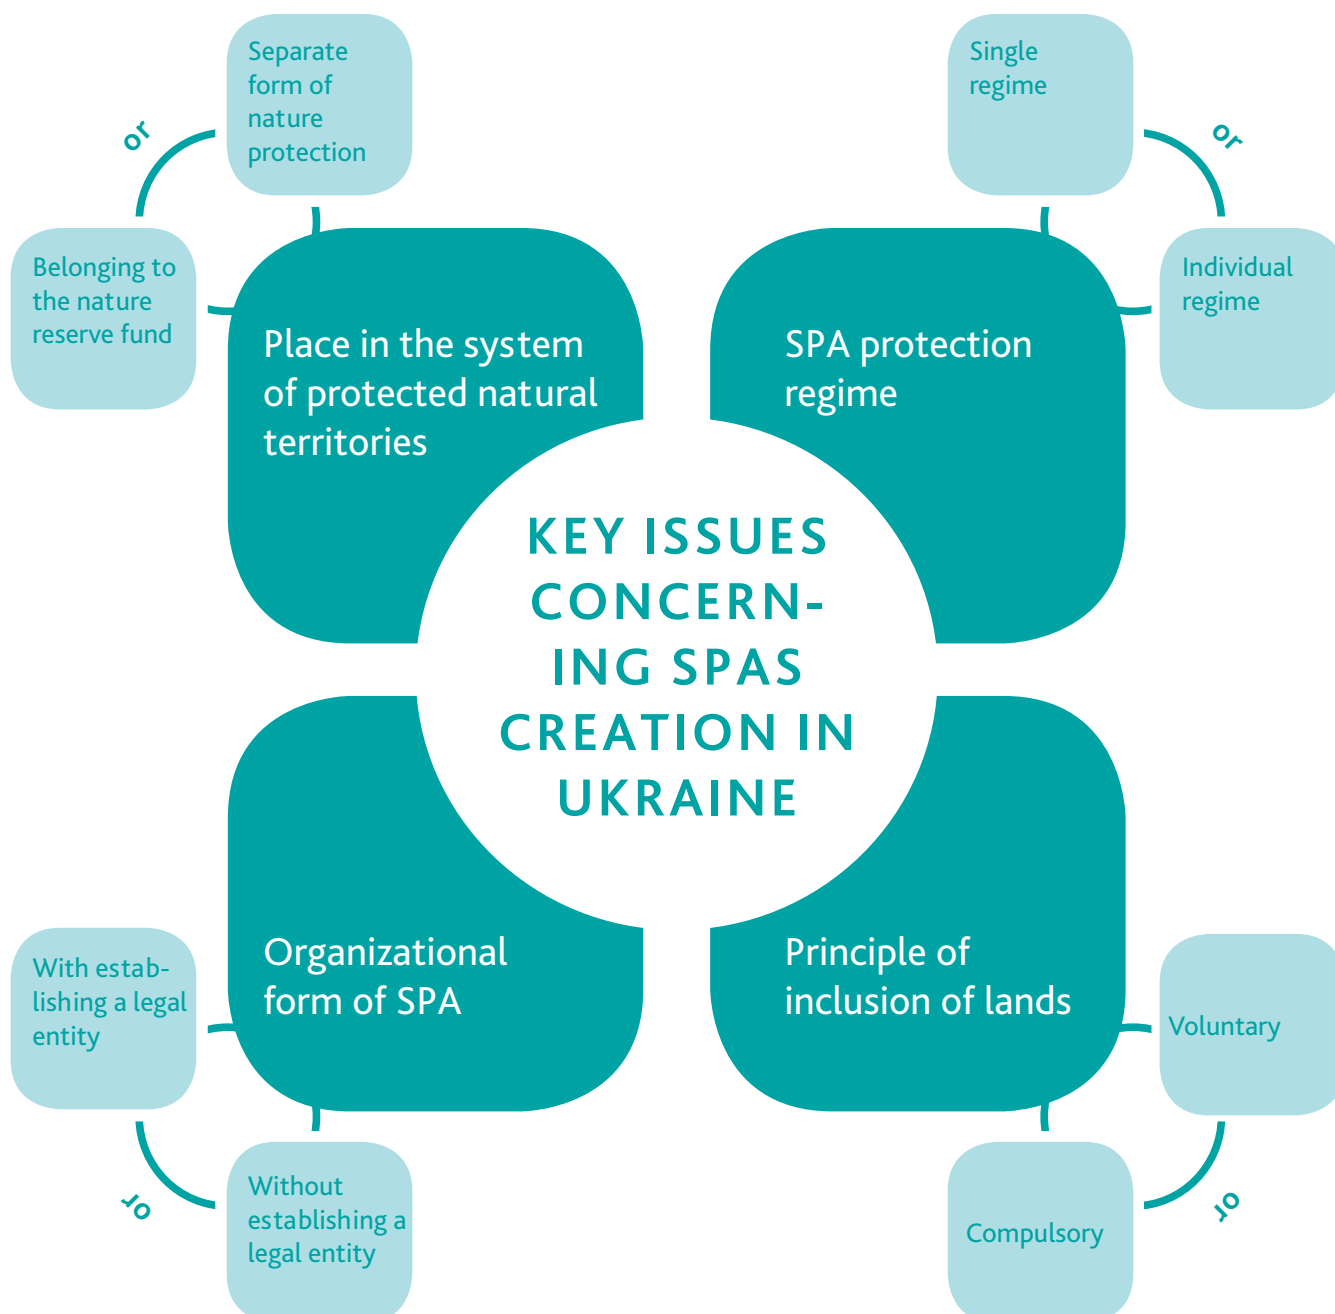 Separate
form of
nature
protection
or
Belonging to
the nature
reserve fund
Place in the system
of protected natural
territories
Single
regime
or
Individual
regime
SPA protection
regime
KEY ISSUES
CONCERN-
ING SPAS
CREATION IN
UKRAINE
Organizational
form of SPA
With estab-
lishing a legal
entity
or
Without
establishing a
legal entity
Principle of
inclusion of lands
Voluntary
or
Compulsory